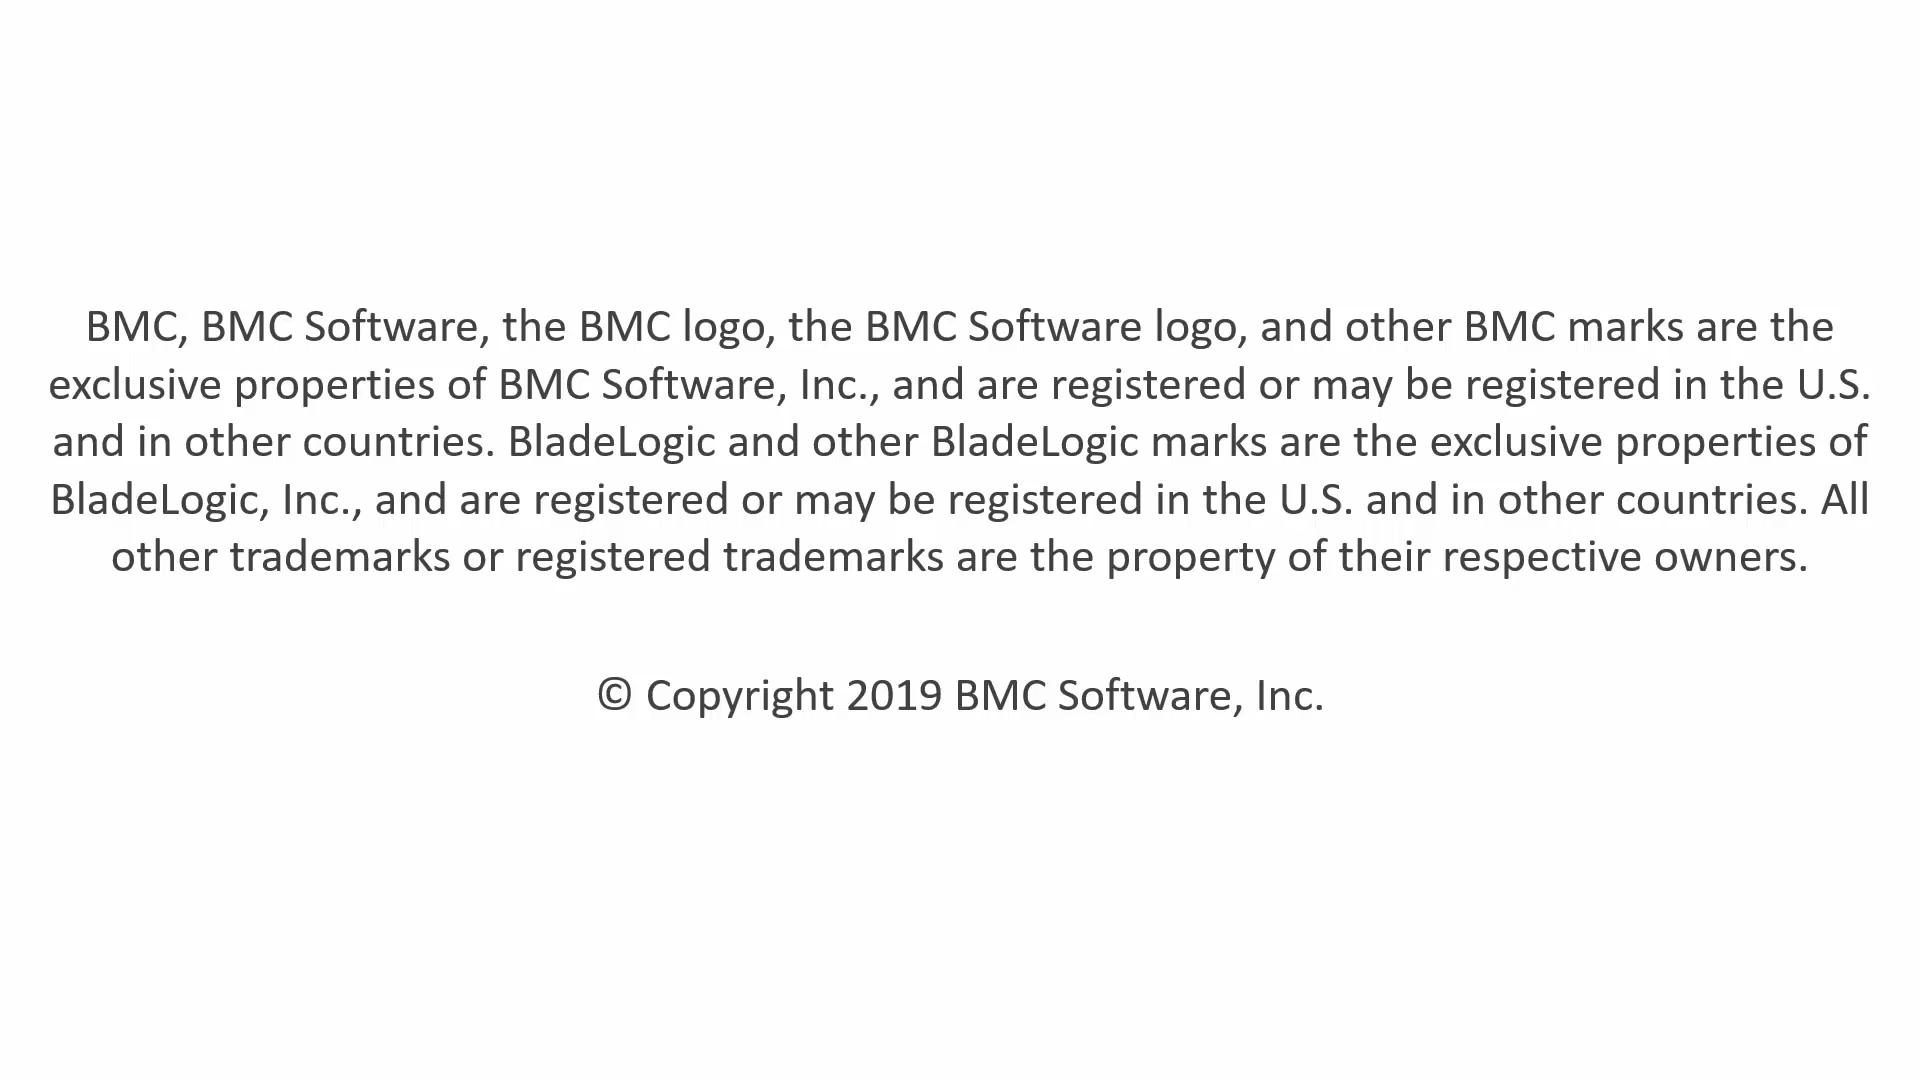 BMC, BMC Software, the BMC logo, the BMC Software logo, and other BMC marks are the
exclusive properties of BMC Software, Inc., and are registered or may be registered in the U.S.
and in other countries. BladeLogic and other BladeLogic marks are the exclusive properties of
BladeLogic, Inc., and are registered or may be registered in the U.S. and in other countries. All
other trademarks or registered trademarks are the property of their respective owners.
© Copyright 2019 BMC Software, Inc.